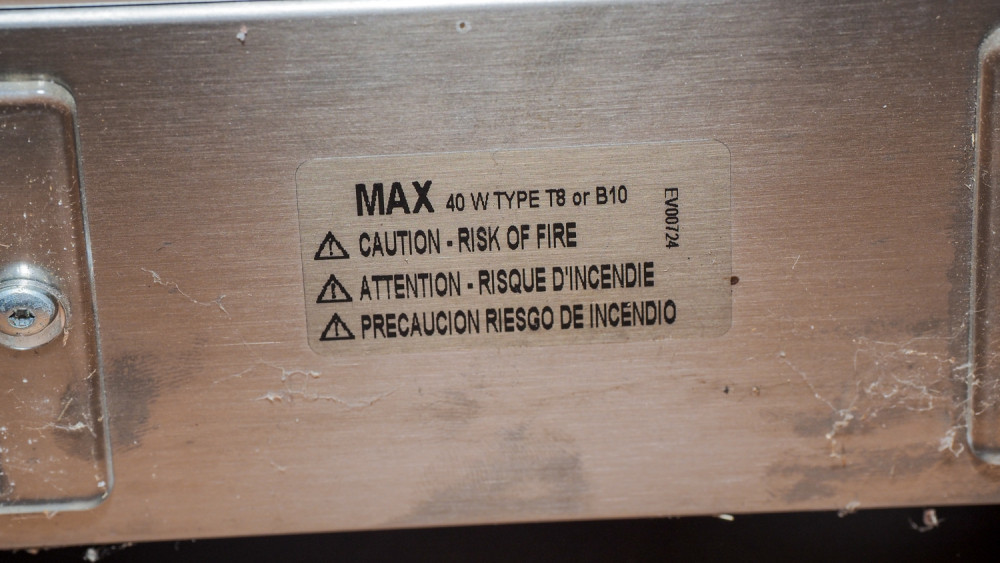 MAX 40 W TYPE T8 or B10
EV00724
CAUTION - RISK OF FIRE
ATTENTION - RISQUE D'INCENDIE
PRECAUCION RIESGO DE INCENDIO